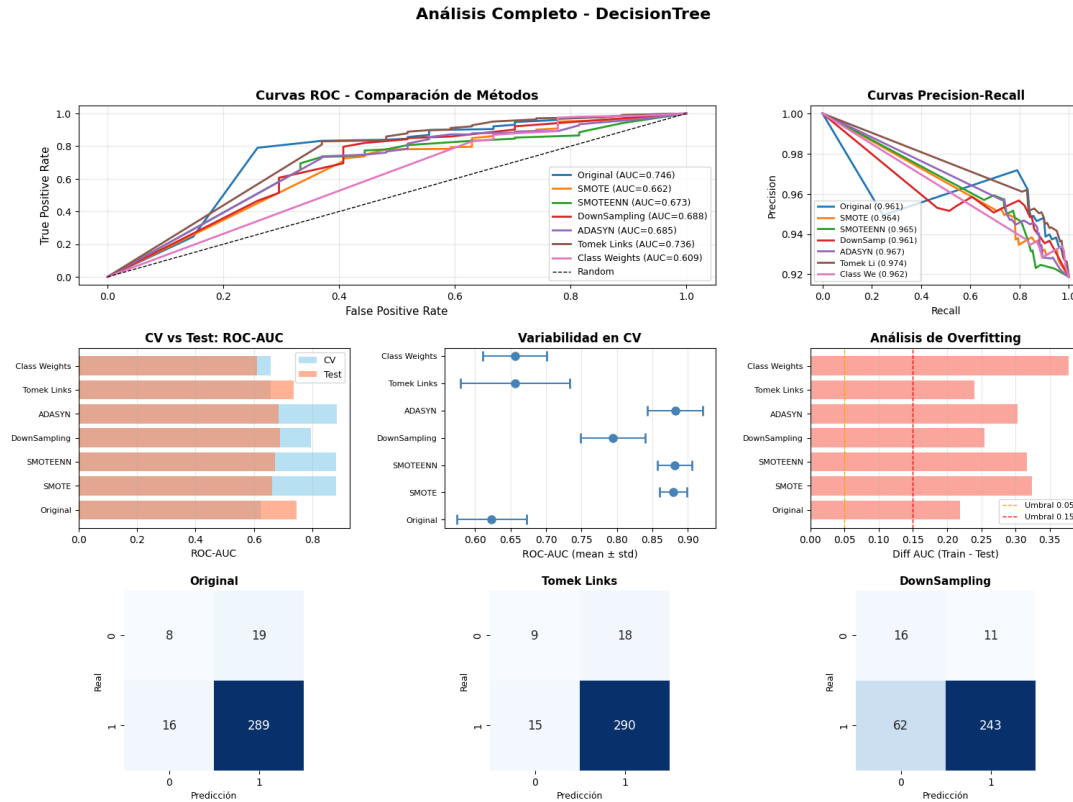 Análisis Completo - DecisionTree
Curvas ROC - Comparación de Métodos
True Positive Rate
1.0
0.8
0.6
0.4
0.2
0.0
Original (AUC=0.746)
SMOTE (AUC=0.662)
SMOTEENN (AUC=0.673)
DownSampling (AUC=0.688)
ADASYN (AUC=0.685)
Tomek Links (AUC=0.736)
Class Weights (AUC=0.609)
Random
0.0 0.2 0.4 0.6 0.8 1.0
False Positive Rate
Curvas Precision-Recall
Precision
1.00
0.98
0.96
0.94
0.92
Original (0.961)
SMOTE (0.964)
SMOTEENN (0.965)
DownSamp (0.961)
ADASYN (0.967)
Tomek Li (0.974)
Class We (0.962)
0.0 0.2 0.4 0.6 0.8 1.0
Recall
CV vs Test: ROC-AUC
Class Weights
Tomek Links
ADASYN
DownSampling
SMOTEENN
SMOTE
Original
CV
Test
0.0 0.2 0.4 0.6 0.8
ROC-AUC
Variabilidad en CV
Class Weights
Tomek Links
ADASYN
DownSampling
SMOTEENN
SMOTE
Original
0.60 0.65 0.70 0.75 0.80 0.85 0.90
ROC-AUC (mean ± std)
Análisis de Overfitting
Class Weights
Tomek Links
ADASYN
DownSampling
SMOTEENN
SMOTE
Original
Umbral 0.05
Umbral 0.15
0.00 0.05 0.10 0.15 0.20 0.25 0.30 0.35
Diff AUC (Train - Test)
Original
Real
0 8 19
1 16 289
0 1
Predicción
Tomek Links
Real
0 9 18
1 15 290
0 1
Predicción
DownSampling
Real
0 16 11
1 62 243
0 1
Predicción